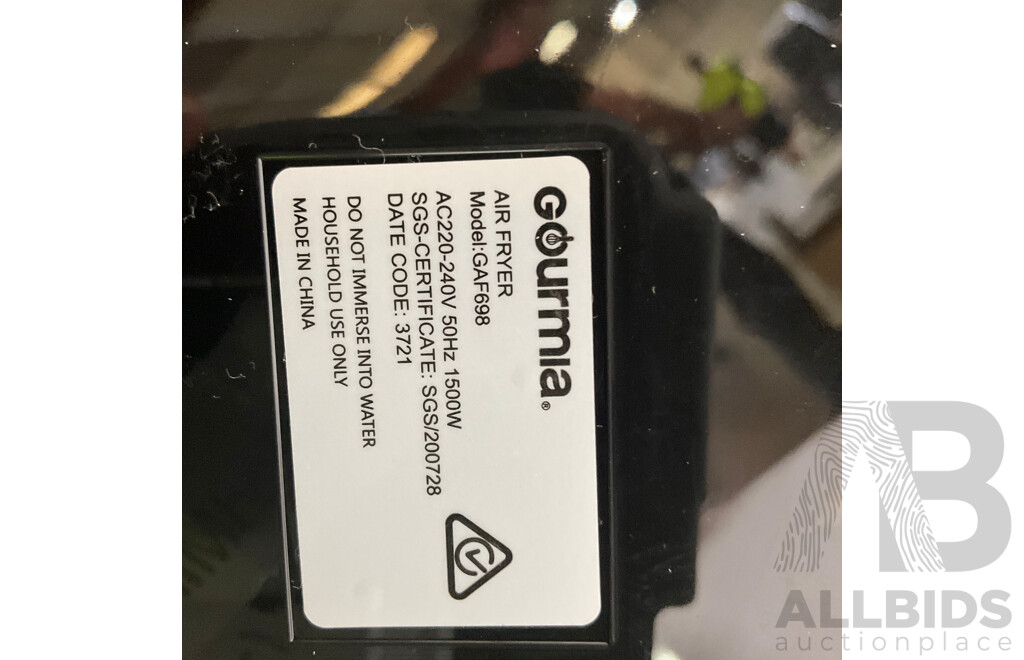 Gourmia®
AIR FRYER
Model:GAF698
AC220-240V 50Hz 1500W
SGS-CERTIFICATE: SGS/200728
DATE CODE: 3721
DO NOT IMMERSE INTO WATER
HOUSEHOLD USE ONLY
MADE IN CHINA
AB
ALLBIDS
auctionplace